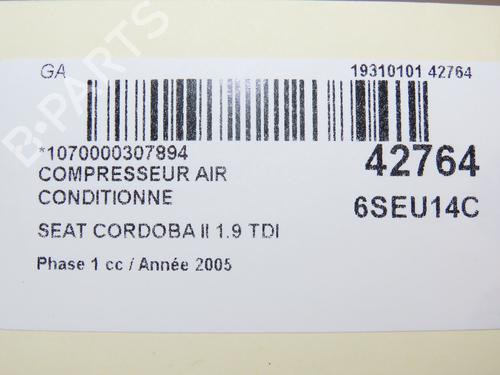 GA
19310101 42764
*1070000307894
42764
COMPRESSEUR AIR
CONDITIONNE
6SEU14C
SEAT CORDOBA II 1.9 TDI
Phase 1 cc / Année 2005
B-PARTS